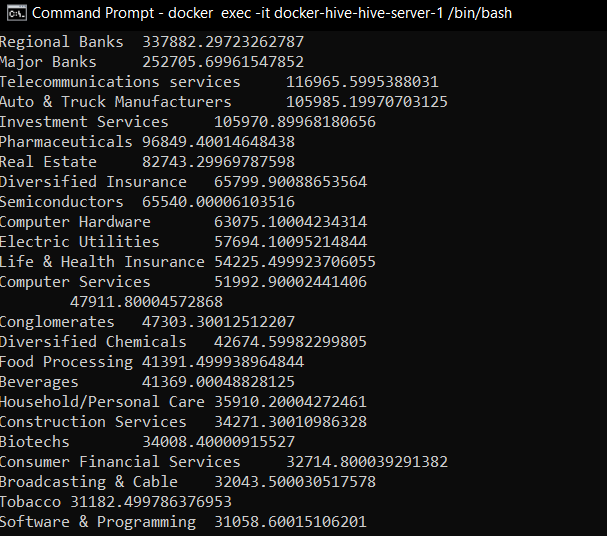 Command Prompt - docker exec -it docker-hive-hive-server-1 /bin/bash
Regional Banks 337882.29723262787
Major Banks 252705.69961547852
Telecommunications services 116965.5995388031
Auto & Truck Manufacturers 105985.19970703125
Investment Services 105970.89968180656
Pharmaceuticals 96849.40014648438
Real Estate 82743.29969787598
Diversified Insurance 65799.90088653564
Semiconductors 65540.00006103516
Computer Hardware 63075.10004234314
Electric Utilities 57694.10095214844
Life & Health Insurance 54225.499923706055
Computer Services 51992.90002441406
47911.80004572868
Conglomerates 47303.30012512207
Diversified Chemicals 42674.59982299805
Food Processing 41391.499938964844
Beverages 41369.00048828125
Household/Personal Care 35910.20004272461
Construction Services 34271.30010986328
Biotechs 34008.40000915527
Consumer Financial Services 32714.800039291382
Broadcasting & Cable 32043.500030517578
Tobacco 31182.499786376953
Software & Programming 31058.60015106201